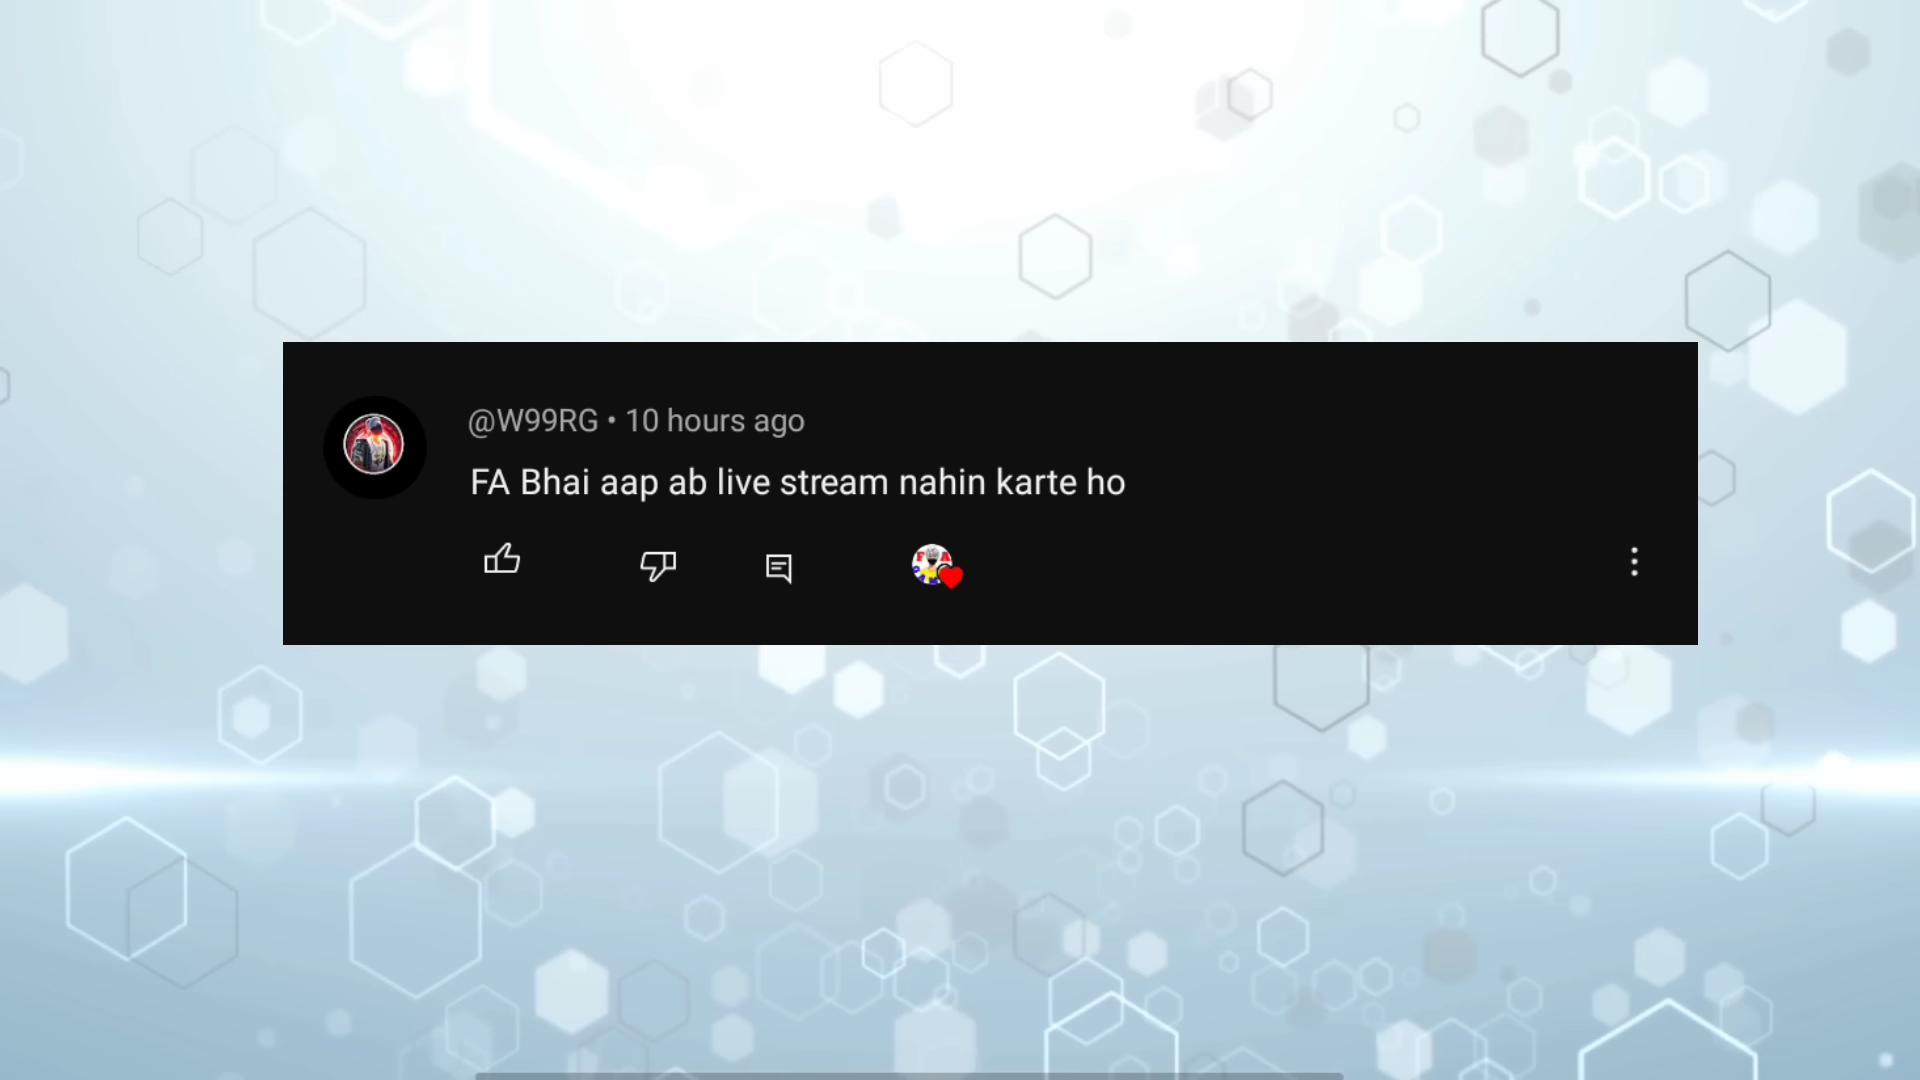 @W99RG • 10 hours ago
FA Bhai aap ab live stream nahin karte ho